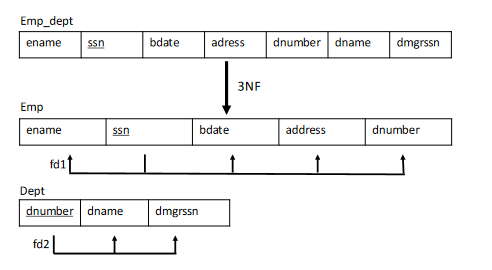 Emp_dept
ename ssn bdate adress dnumber dname dmgrssn
3NF
Emp
ename ssn bdate address dnumber
fd1
Dept
dnumber dname dmgrssn
fd2